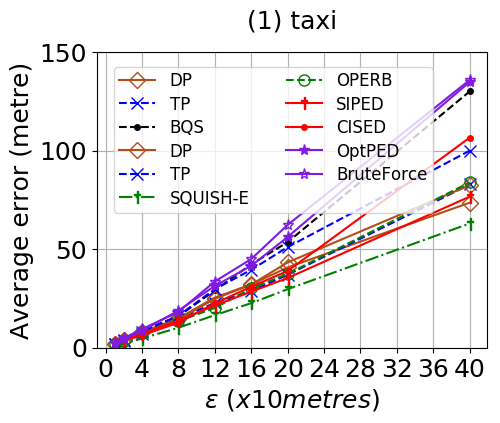 (1) taxi
Average error (metre)
150
100
50
0
DP
TP
BQS
DP
TP
SQUISH-E
OPERB
SIPED
CISED
OptPED
BruteForce
0 4 8 12 16 20 24 28 32 36 40
ε (x10metres)